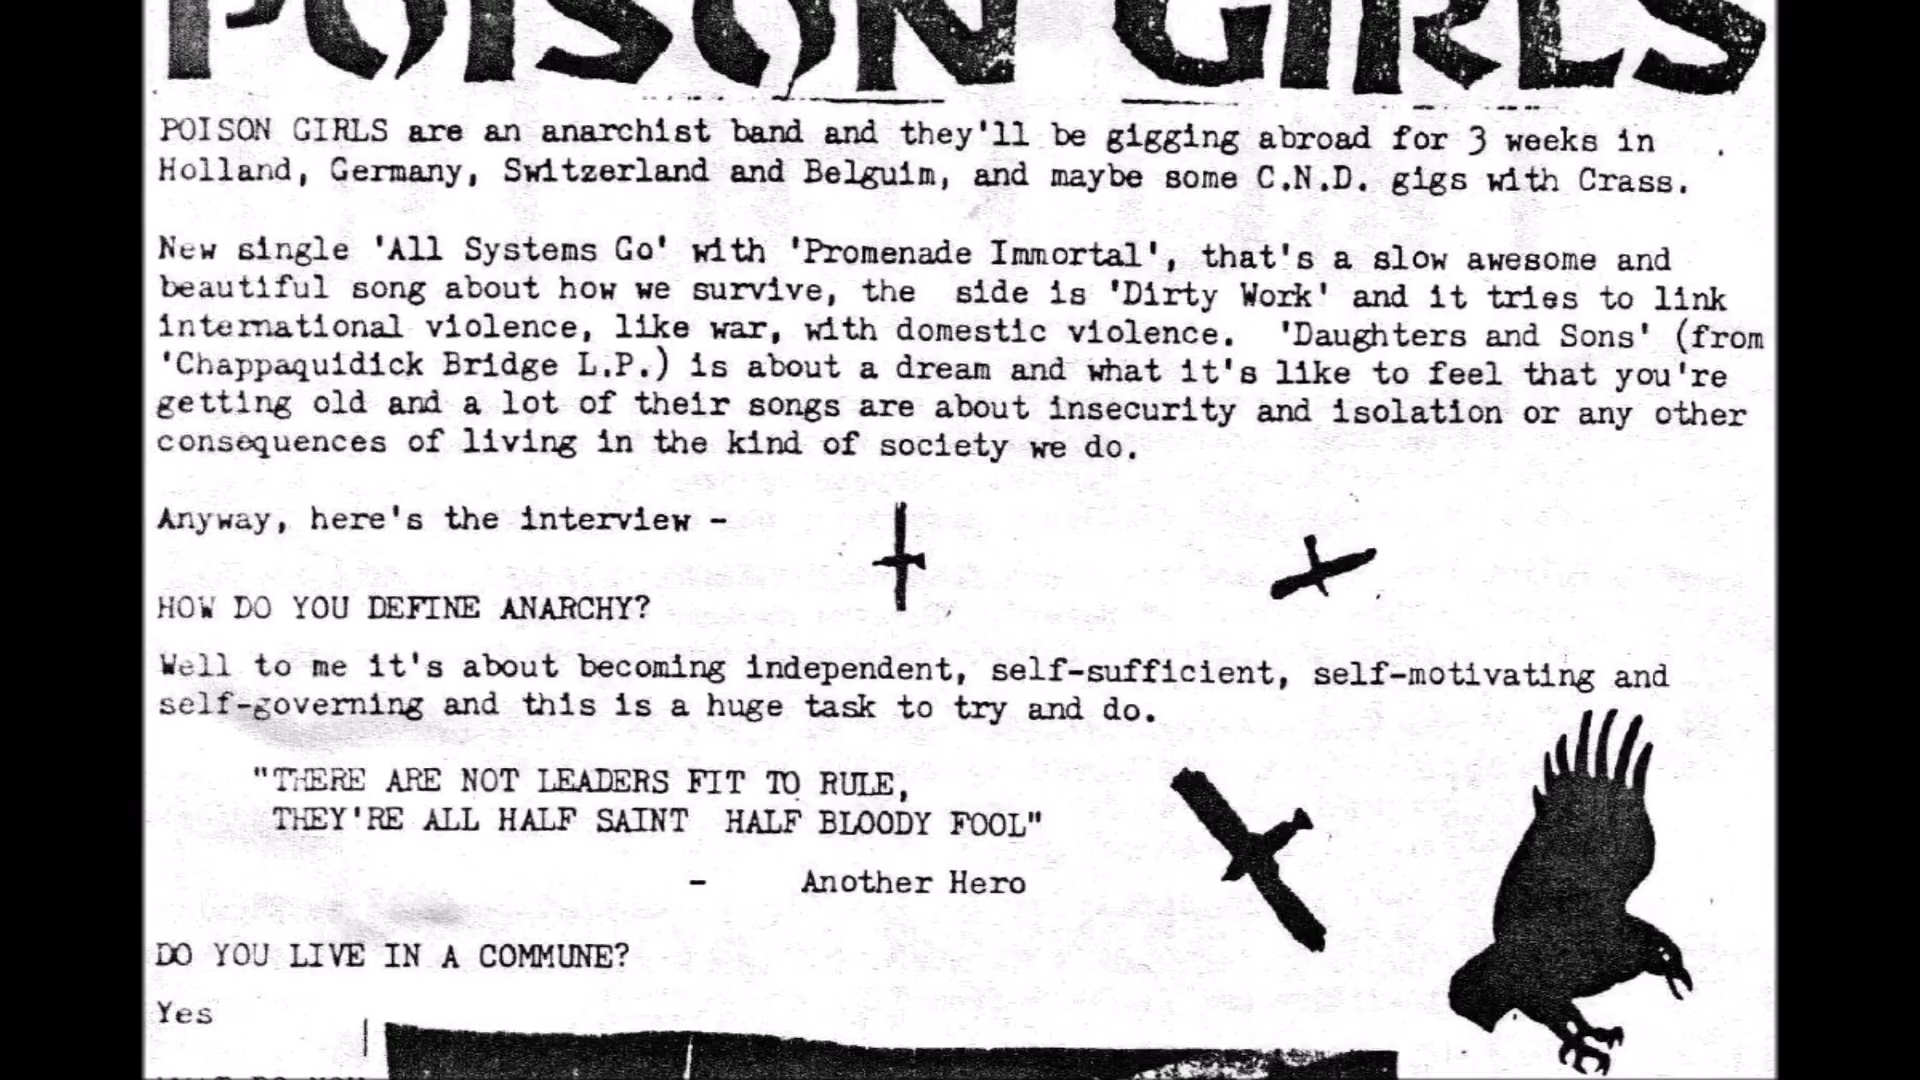 POISON GIRLS
POISON GIRLS are an anarchist band and they'll be gigging abroad for 3 weeks in
Holland, Germany, Switzerland and Belguim, and maybe some C.N.D. gigs with Crass.
New single 'All Systems Go' with 'Promenade Immortal', that's a slow awesome and
beautiful song about how we survive, the  side is 'Dirty Work' and it tries to link
international violence, like war, with domestic violence.  'Daughters and Sons' (from
'Chappaquidick Bridge L.P.) is about a dream and what it's like to feel that you're
getting old and a lot of their songs are about insecurity and isolation or any other
consequences of living in the kind of society we do.
Anyway, here's the interview -
HOW DO YOU DEFINE ANARCHY?
Well to me it's about becoming independent, self-sufficient, self-motivating and
self-governing and this is a huge task to try and do.
"THERE ARE NOT LEADERS FIT TO RULE,
THEY'RE ALL HALF SAINT  HALF BLOODY FOOL"
- Another Hero
DO YOU LIVE IN A COMMUNE?
Yes